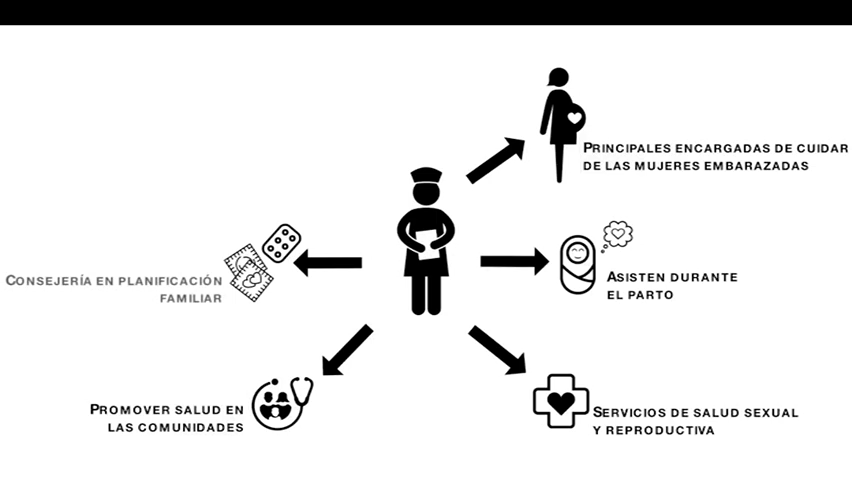 PRINCIPALES ENCARGADAS DE CUIDAR
DE LAS MUJERES EMBARAZADAS
ASISTEN DURANTE
EL PARTO
SERVICIOS DE SALUD SEXUAL
Y REPRODUCTIVA
PROMOVER SALUD EN
LAS COMUNIDADES
CONSEJERÍA EN PLANIFICACIÓN
FAMILIAR